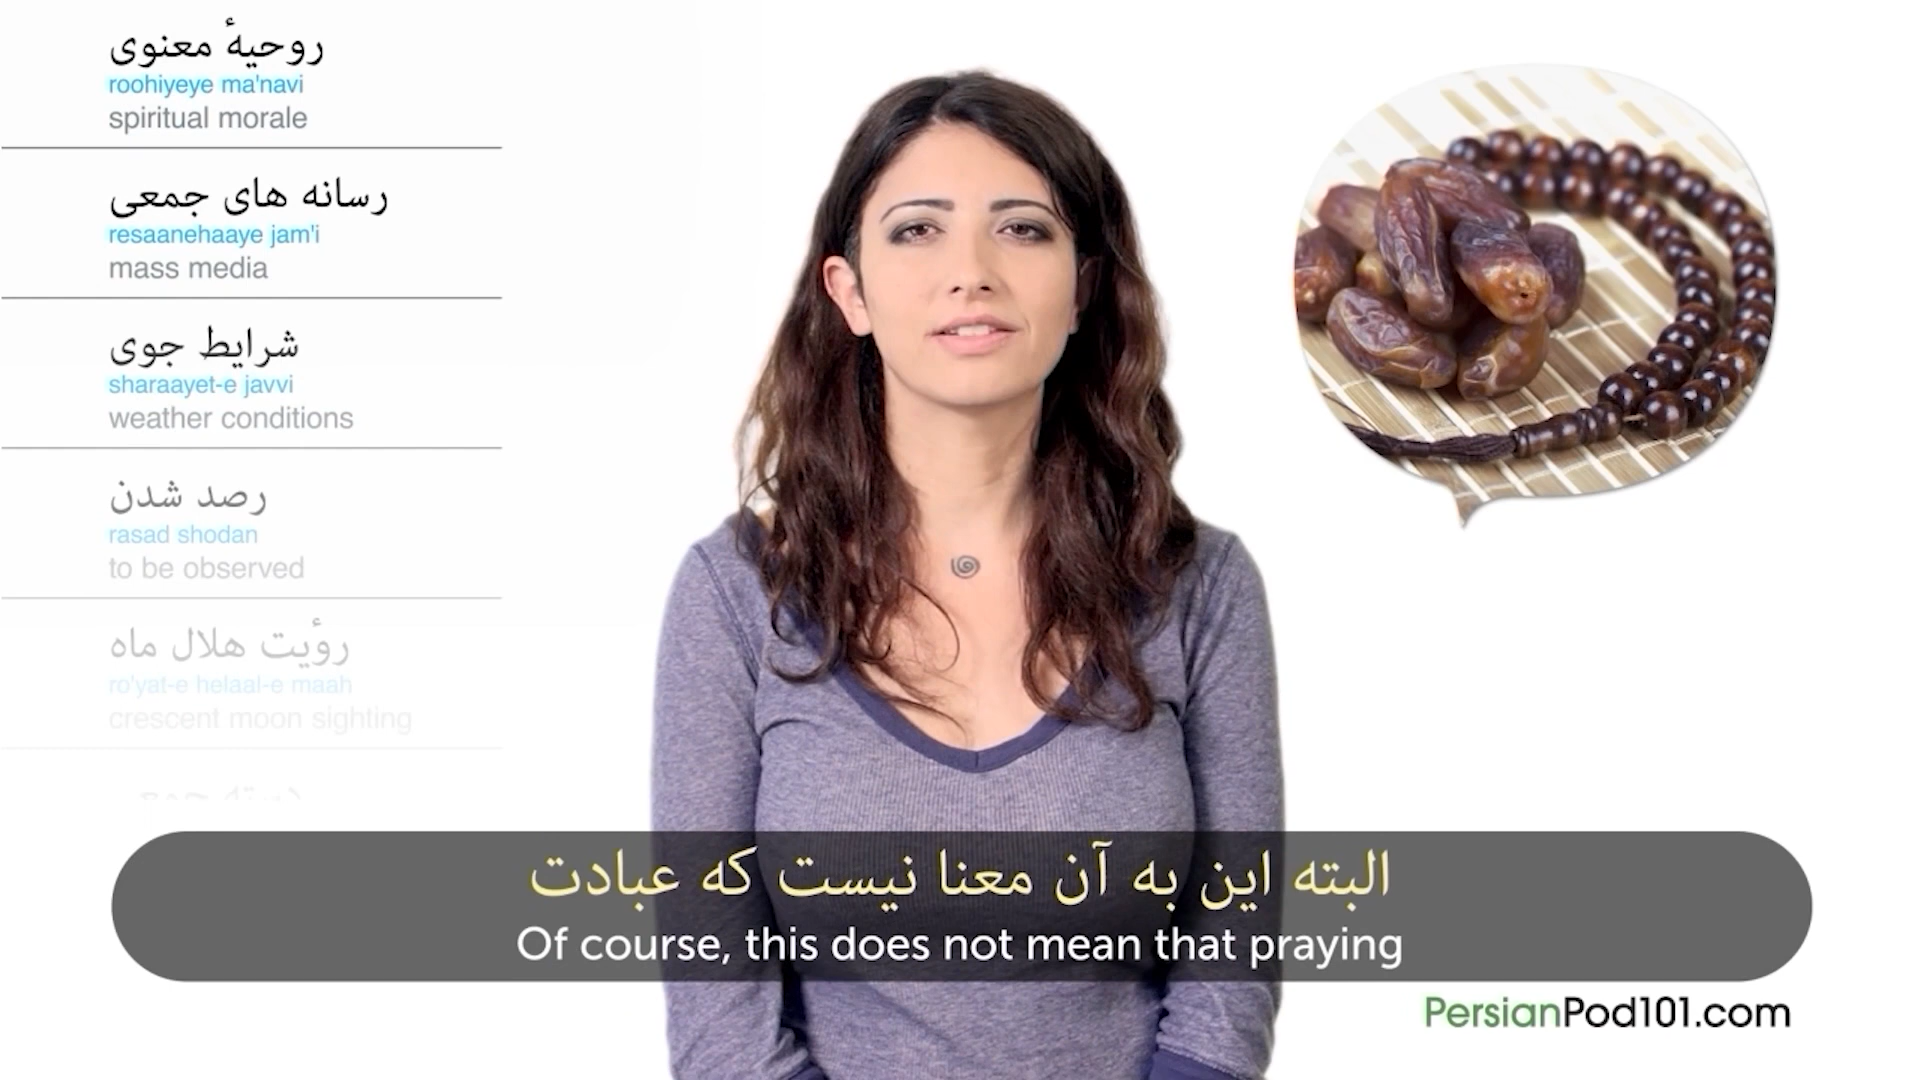 روحیهٔ معنوی
roohiyeye ma'navi
spiritual morale
رسانه های جمعی
resaanehaaye jam'i
mass media
شرایط جوی
sharaayet-e javvi
weather conditions
رصد شدن
rasad shodan
to be observed
رؤیت هلال ماه
ro'yat-e helaal-e maah
crescent moon sighting
البته این به آن معنا نیست که عبادت
Of course, this does not mean that praying
PersianPod101.com